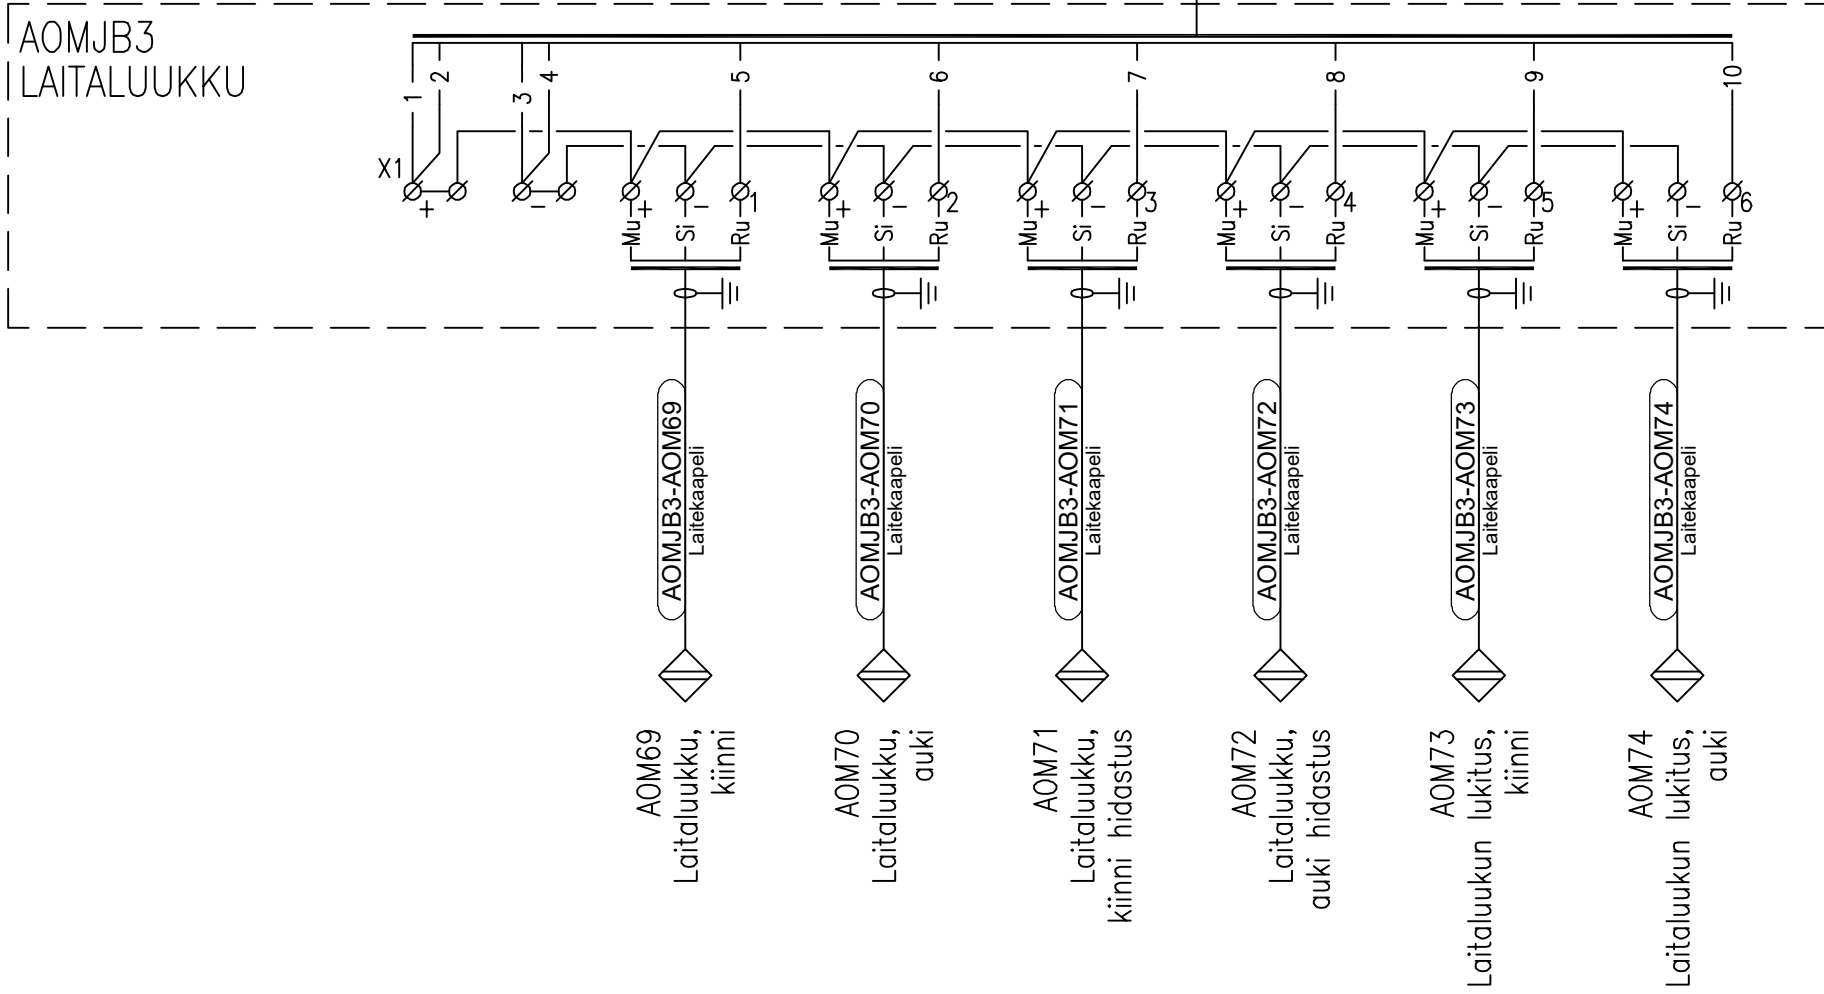 AOMJB3
LAITALUUKKU
1
2
3
4
5
6
7
8
9
10
X1
+
-
+
-
1
+
-
2
+
-
3
+
-
4
+
-
5
+
-
6
Mu
Si
Ru
Mu
Si
Ru
Mu
Si
Ru
Mu
Si
Ru
Mu
Si
Ru
Mu
Si
Ru
AOMJB3-AOM69
Laitekaapeli
AOMJB3-AOM70
Laitekaapeli
AOMJB3-AOM71
Laitekaapeli
AOMJB3-AOM72
Laitekaapeli
AOMJB3-AOM73
Laitekaapeli
AOMJB3-AOM74
Laitekaapeli
AOM69
Laitaluukku,
kiinni
AOM70
Laitaluukku,
auki
AOM71
Laitaluukku,
kiinni hidastus
AOM72
Laitaluukku,
auki hidastus
AOM73
Laitaluukun lukitus,
kiinni
AOM74
Laitaluukun lukitus,
auki